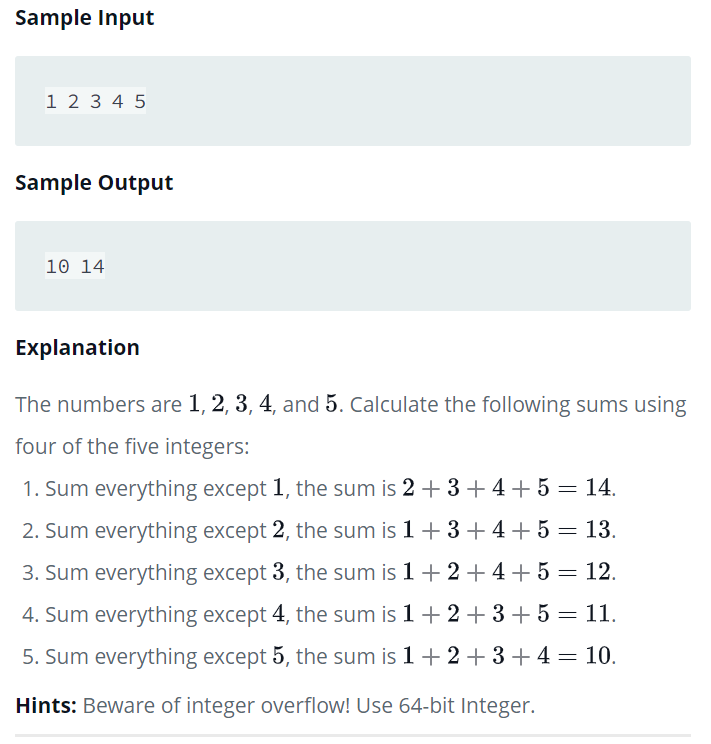 Sample Input
1 2 3 4 5
Sample Output
10 14
Explanation
The numbers are 1, 2, 3, 4, and 5. Calculate the following sums using
four of the five integers:
1. Sum everything except 1, the sum is 2 + 3 + 4 + 5 = 14.
2. Sum everything except 2, the sum is 1 + 3 + 4 + 5 = 13.
3. Sum everything except 3, the sum is 1 + 2 + 4 + 5 = 12.
4. Sum everything except 4, the sum is 1 + 2 + 3 + 5 = 11.
5. Sum everything except 5, the sum is 1 + 2 + 3 + 4 = 10.
Hints: Beware of integer overflow! Use 64-bit Integer.